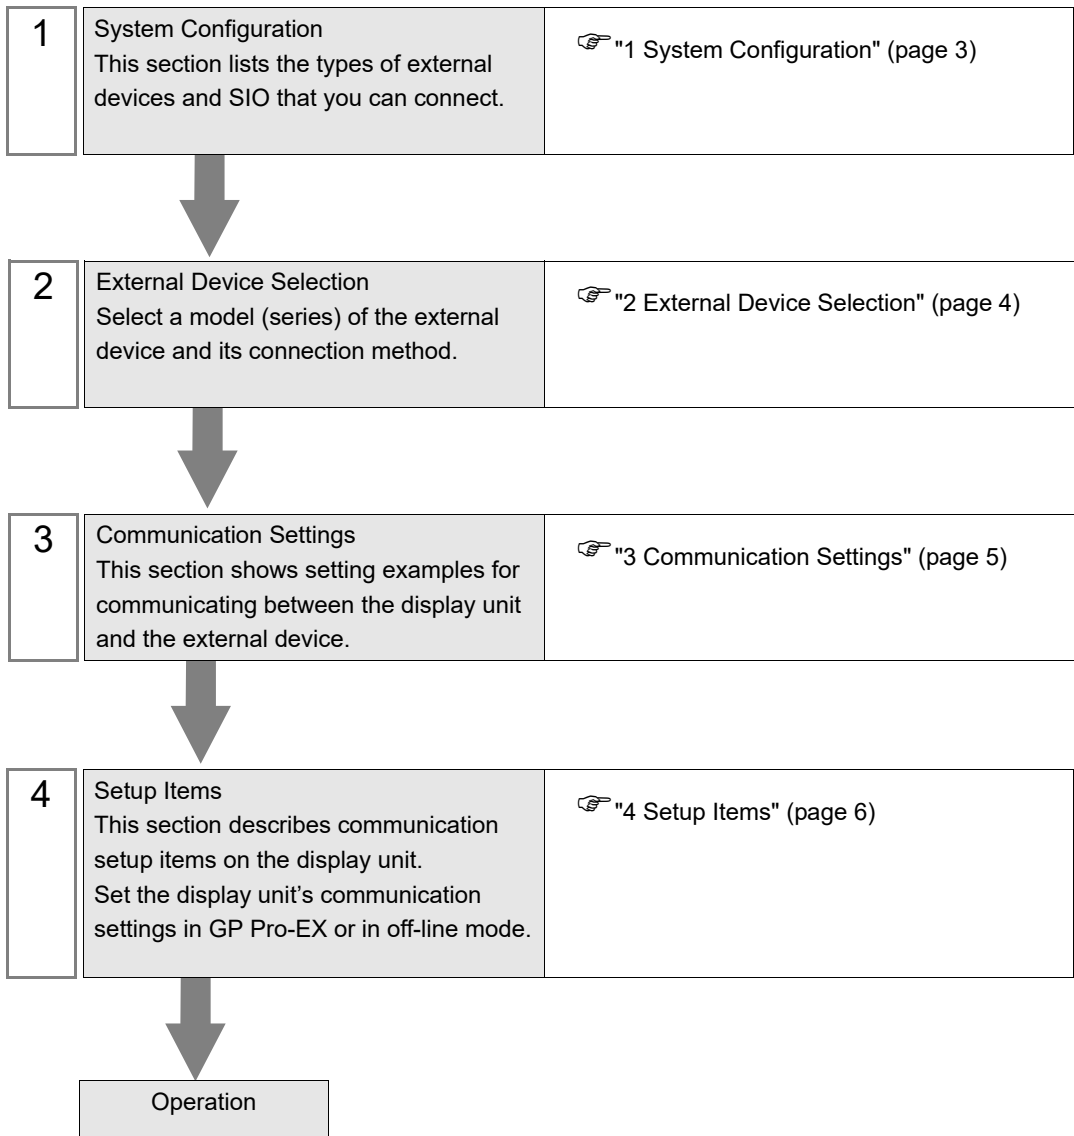 1
System Configuration
This section lists the types of external
devices and SIO that you can connect.
"1 System Configuration" (page 3)
2
External Device Selection
Select a model (series) of the external
device and its connection method.
"2 External Device Selection" (page 4)
3
Communication Settings
This section shows setting examples for
communicating between the display unit
and the external device.
"3 Communication Settings" (page 5)
4
Setup Items
This section describes communication
setup items on the display unit.
Set the display unit’s communication
settings in GP Pro-EX or in off-line mode.
"4 Setup Items" (page 6)
Operation